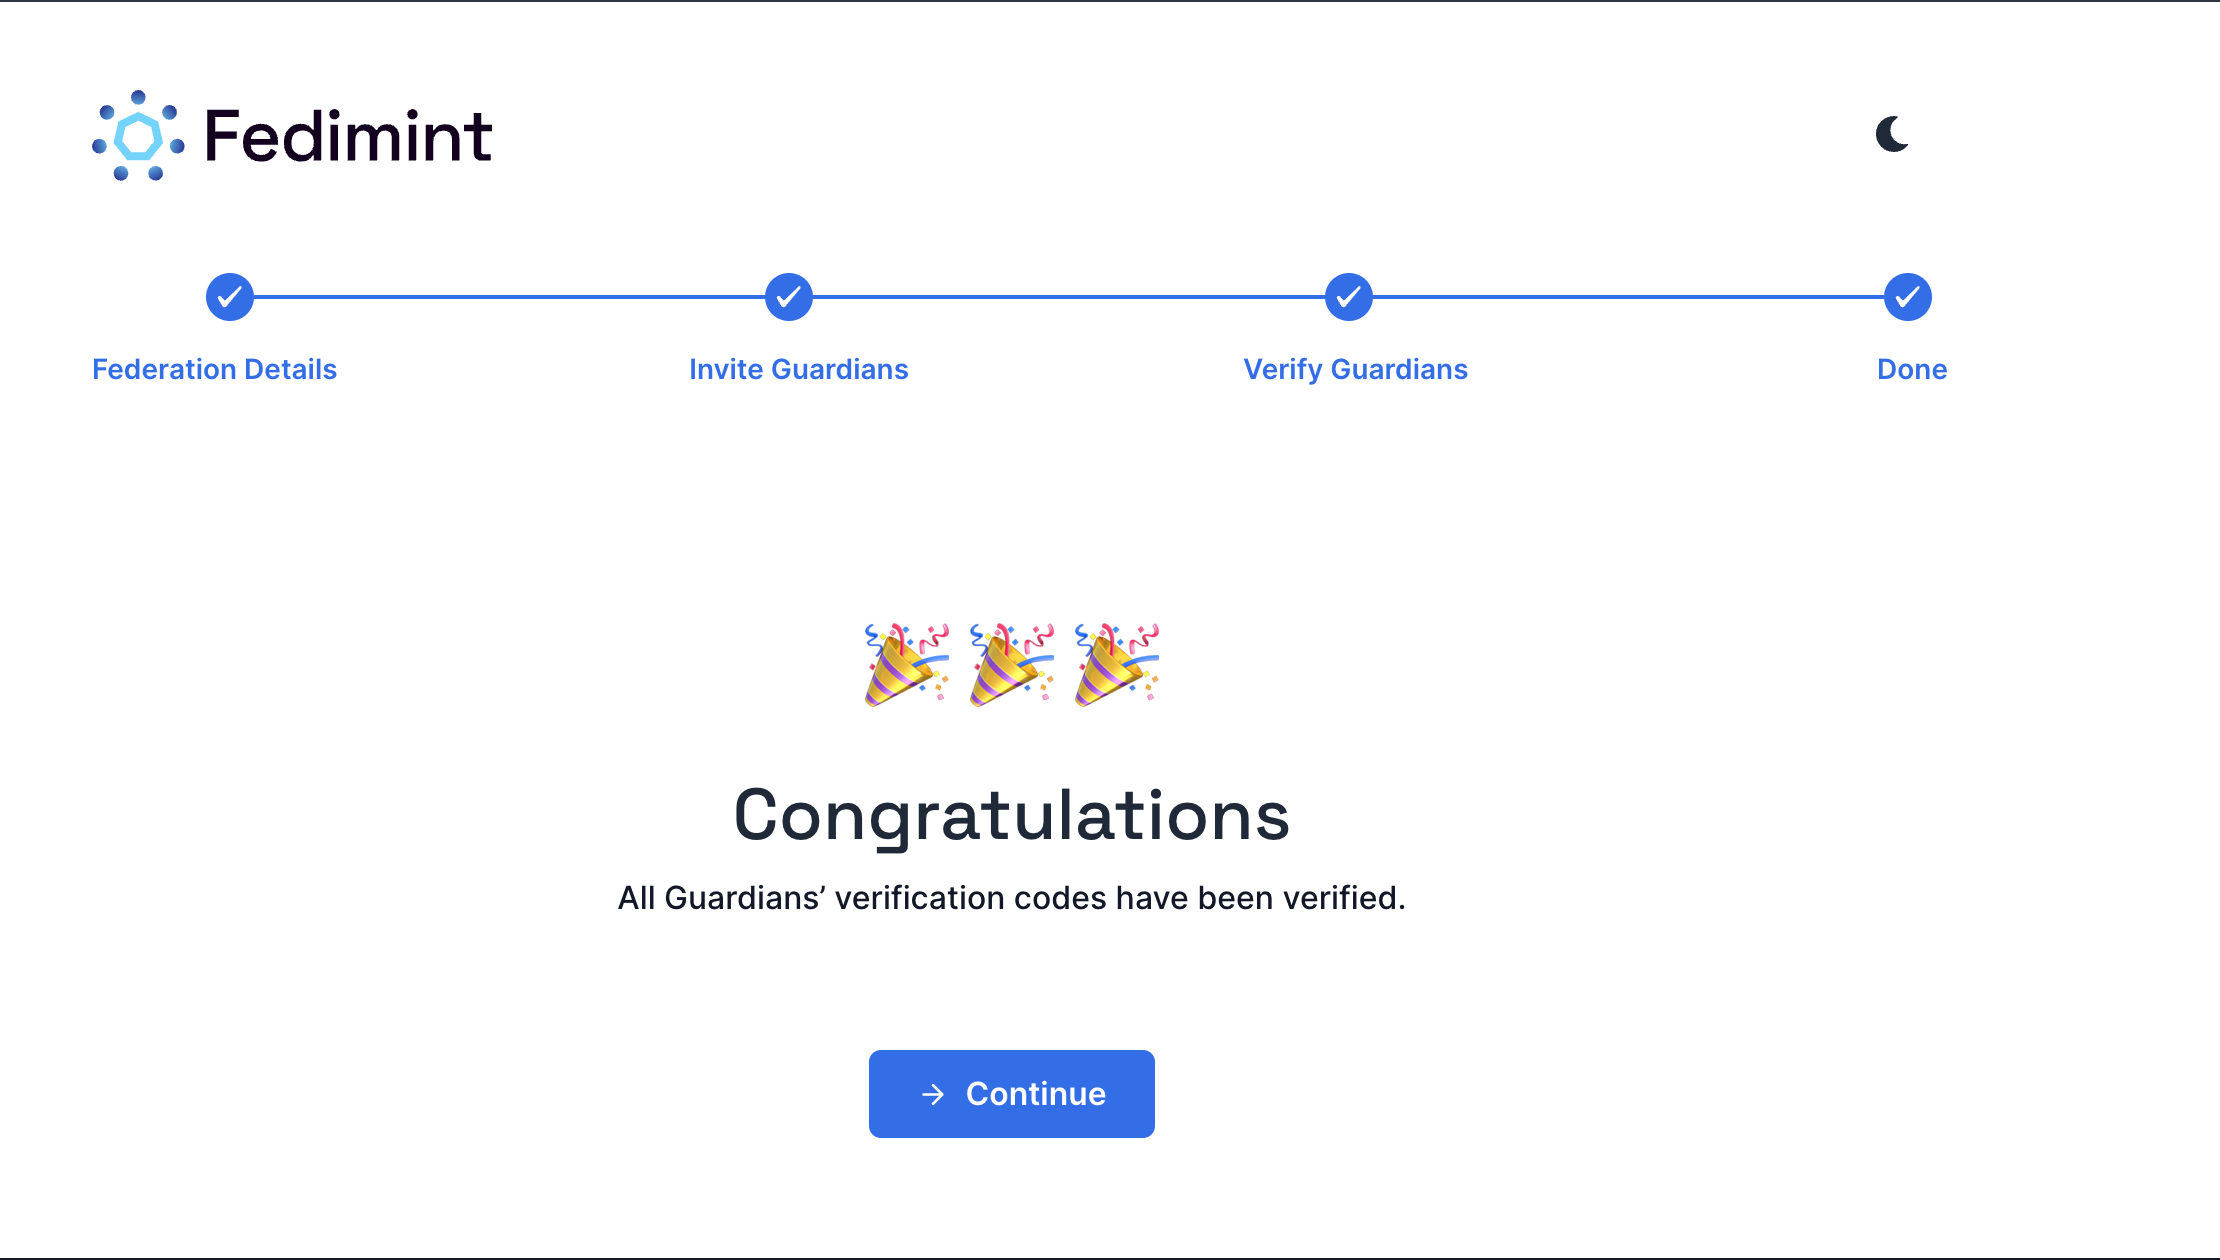 Fedimint
Federation Details
Invite Guardians
Verify Guardians
Done
Congratulations
All Guardians’ verification codes have been verified.
Continue